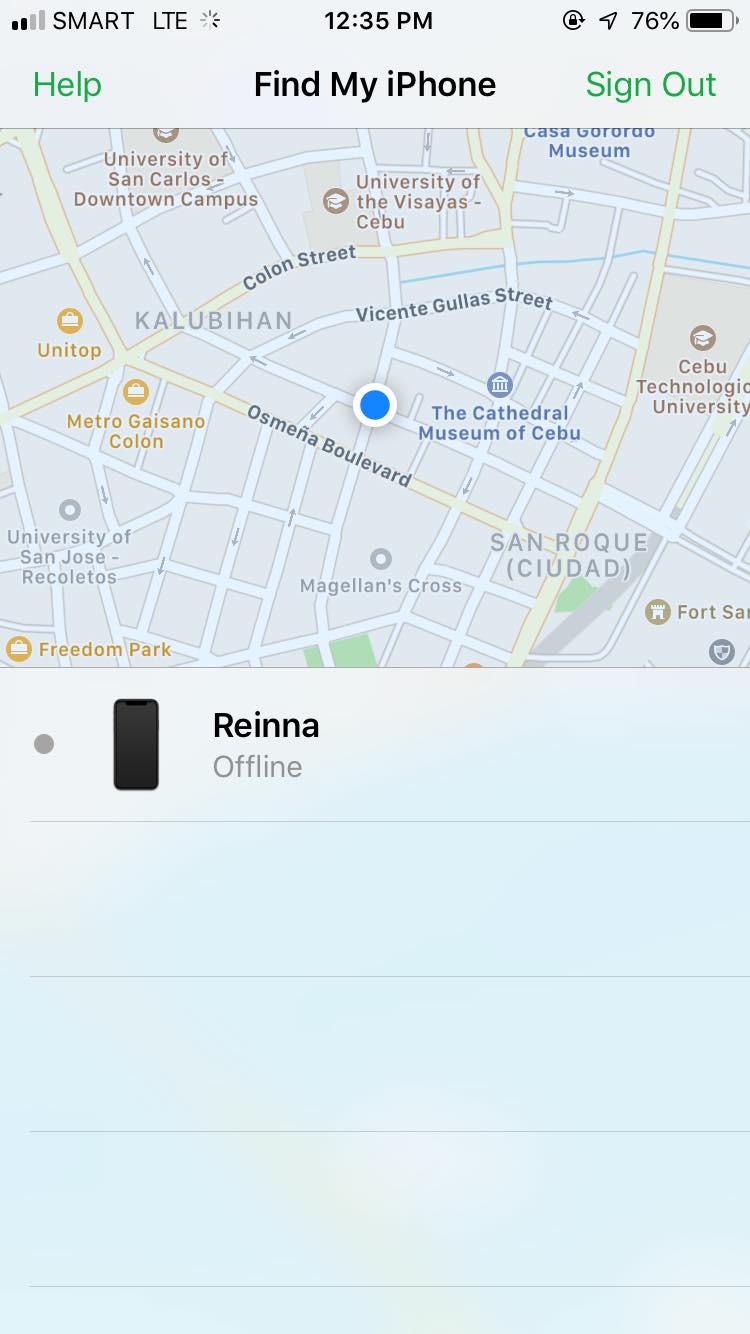 SMART LTE 12:35 PM 76%
Help Find My iPhone Sign Out
Casa Gorordo
Museum
University of
San Carlos -
Downtown Campus
University of
the Visayas -
Cebu
Colon Street
Vicente Gullas Street
KALUBIHAN
Unitop
Cebu
Technologic
University
Metro Gaisano
Colon
The Cathedral
Museum of Cebu
Osmeña Boulevard
University of
San Jose -
Recoletos
SAN ROQUE
(CIUDAD)
Magellan's Cross
Fort Sar
Freedom Park
Reinna
Offline